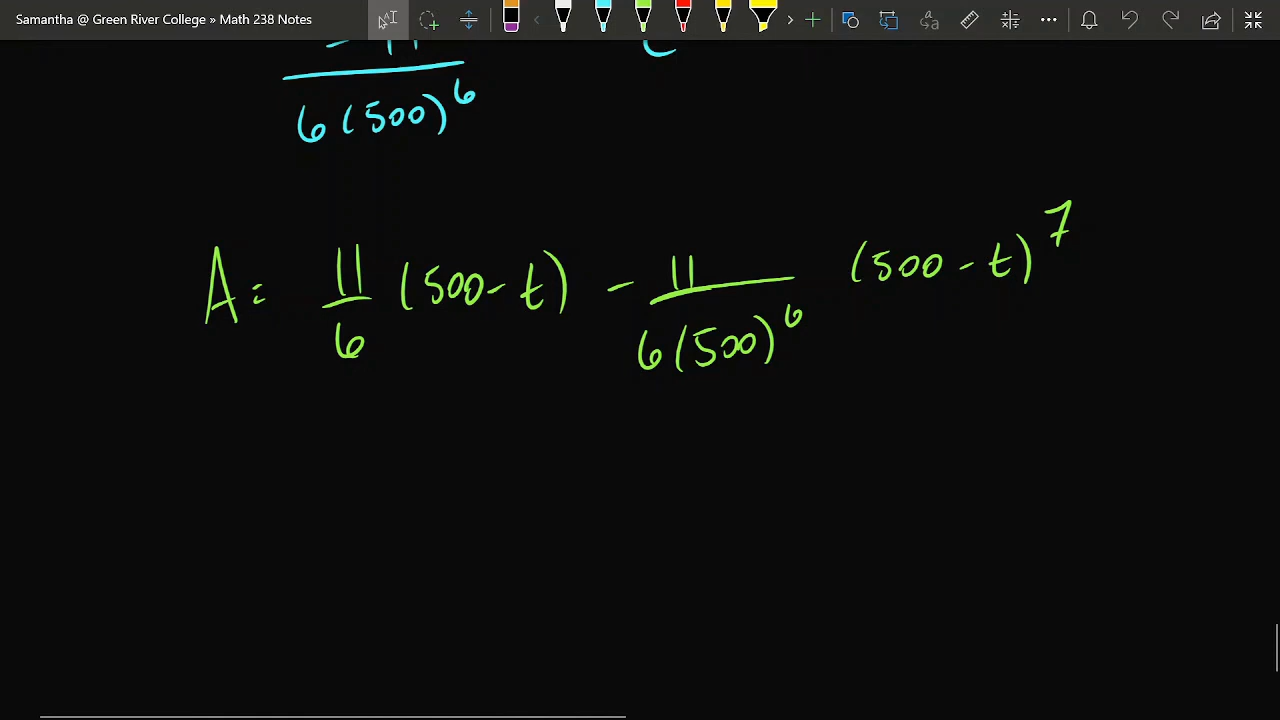 Samantha @ Green River College » Math 238 Notes
- 11
6(500)^6 C
A = 11/6 (500-t) - 11/(6(500)^6) (500-t)^7